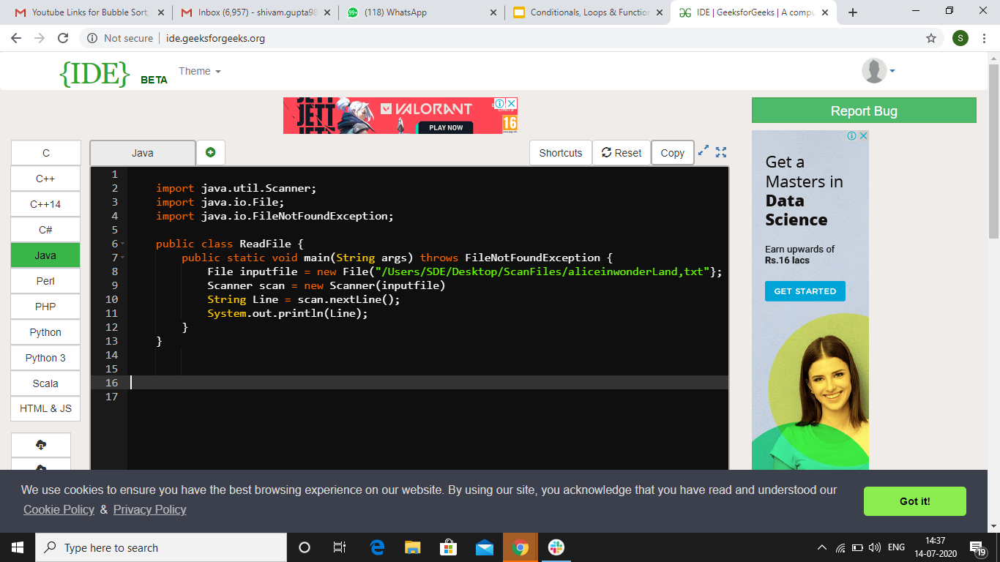 Youtube Links for Bubble Sort,
Inbox (6,957) - shivam.gupta98
99+ (118) WhatsApp
Conditionals, Loops & Function
IDE | GeeksforGeeks | A compu
Not secure ide.geeksforgeeks.org
S
{IDE} BETA Theme
JETT VALORANT
PLAY NOW
16
Report Bug
C
C++
C++14
C#
Java
Perl
PHP
Python
Python 3
Scala
HTML & JS
Java
Shortcuts Reset Copy
1
2 import java.util.Scanner;
3 import java.io.File;
4 import java.io.FileNotFoundException;
5
6 public class ReadFile {
7 public static void main(String args) throws FileNotFoundException {
8 File inputfile = new File("/Users/SDE/Desktop/ScanFiles/aliceinwonderLand,txt"};
9 Scanner scan = new Scanner(inputfile)
10 String Line = scan.nextLine();
11 System.out.println(Line);
12 }
13 }
14
15
16
17
Get a
Masters in
Data
Science
Earn upwards of
Rs.16 lacs
GET STARTED
We use cookies to ensure you have the best browsing experience on our website. By using our site, you acknowledge that you have read and understood our
Cookie Policy & Privacy Policy
Got it!
Type here to search
ENG
14:37
14-07-2020
19